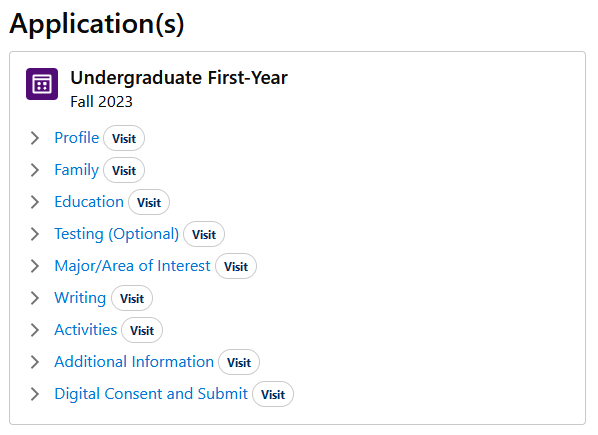 Application(s)
Undergraduate First-Year
Fall 2023
Profile Visit
Family Visit
Education Visit
Testing (Optional) Visit
Major/Area of Interest Visit
Writing Visit
Activities Visit
Additional Information Visit
Digital Consent and Submit Visit